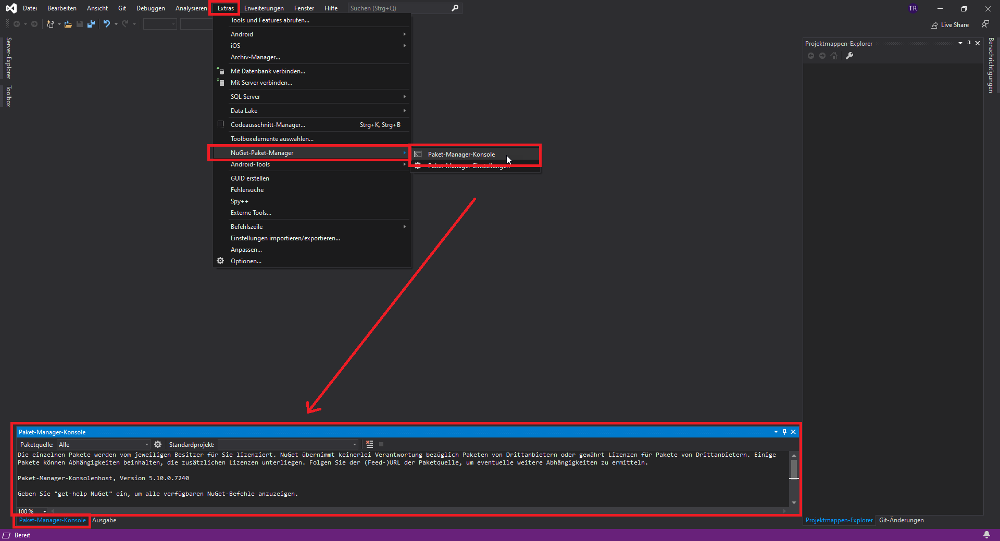 Datei Bearbeiten Ansicht Git Debuggen Analysieren Extras Erweiterungen Fenster Hilfe Suchen (Strg+Q) TR
Live Share
Server-Explorer
Toolbox
Tools und Features abrufen...
Android
iOS
Archiv-Manager...
Mit Datenbank verbinden...
Mit Server verbinden...
SQL Server
Data Lake
Codeausschnitt-Manager... Strg+K, Strg+B
Toolboxelemente auswählen...
NuGet-Paket-Manager
Android-Tools
GUID erstellen
Fehlersuche
Spy++
Externe Tools...
Befehlszeile
Einstellungen importieren/exportieren...
Anpassen...
Optionen...
Paket-Manager-Konsole
Paket-Manager-Einstellungen
Projektmappen-Explorer
Benachrichtigungen
Paket-Manager-Konsole
Paketquelle: Alle Standardprojekt:
Die einzelnen Pakete werden vom jeweiligen Besitzer für Sie lizenziert. NuGet übernimmt keinerlei Verantwortung bezüglich Paketen von Drittanbietern oder gewährt Lizenzen für Pakete von Drittanbietern. Einige
Pakete können Abhängigkeiten beinhalten, die zusätzlichen Lizenzen unterliegen. Folgen Sie der (Feed-)URL der Paketquelle, um eventuelle weitere Abhängigkeiten zu ermitteln.
Paket-Manager-Konsolenhost, Version 5.10.0.7240
Geben Sie "get-help NuGet" ein, um alle verfügbaren NuGet-Befehle anzuzeigen.
100 %
Paket-Manager-Konsole Ausgabe
Projektmappen-Explorer Git-Änderungen
Bereit